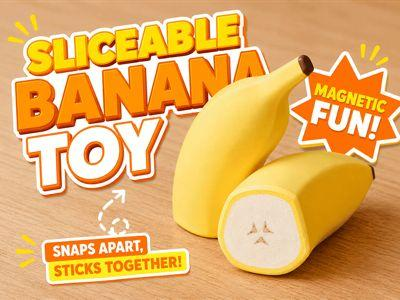 SLICEABLE
BANANA
TOY
MAGNETIC
FUN!
SNAPS APART,
STICKS TOGETHER!